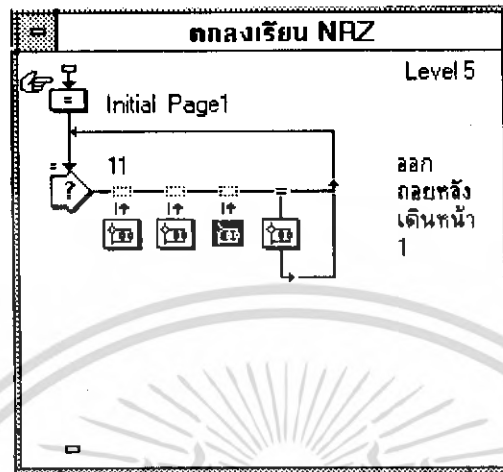 ตกลงเรียน NRZ
Level 5
= Initial Page1
=
? 11
=
ออก
ถอยหลัง
เดินหน้า
1